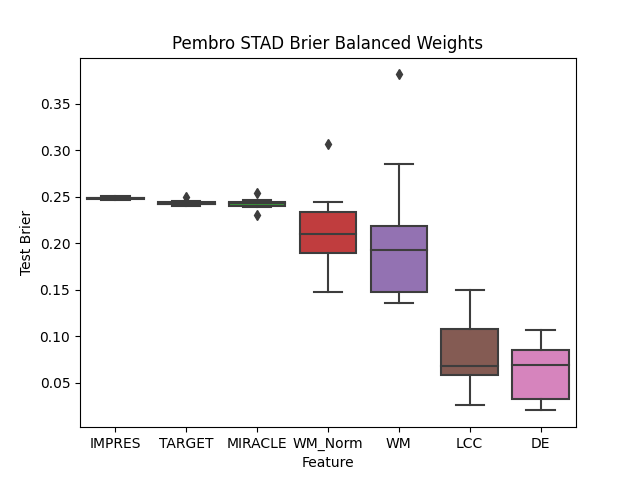 Pembro STAD Brier Balanced Weights
0.35
0.30
0.25
0.20
0.15
0.10
0.05
Test Brier
IMPRES TARGET MIRACLE WM_Norm WM LCC DE
Feature